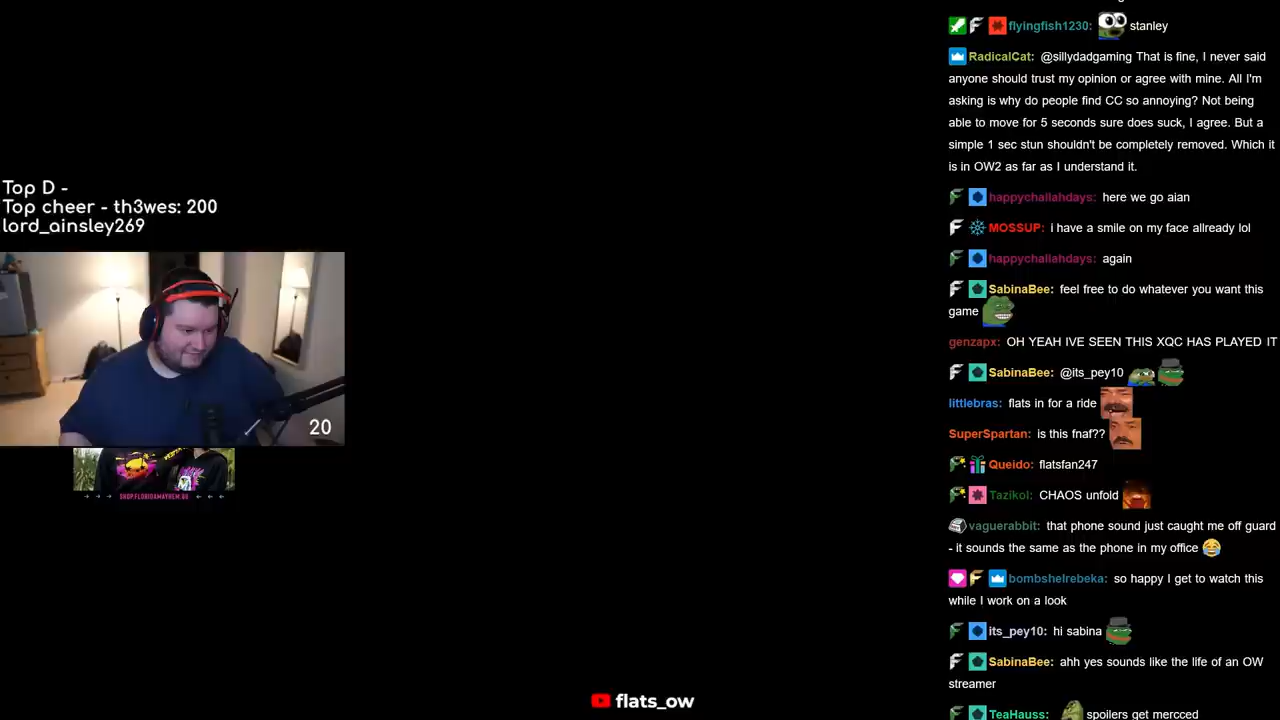 flyingfish1230: stanley
RadicalCat: @sillydadgaming That is fine, I never said
anyone should trust my opinion or agree with mine. All I'm
asking is why do people find CC so annoying? Not being
able to move for 5 seconds sure does suck, I agree. But a
simple 1 sec stun shouldn't be completely removed. Which it
is in OW2 as far as I understand it.
happychallahdays: here we go aian
MOSSUP: i have a smile on my face allready lol
happychallahdays: again
SabinaBee: feel free to do whatever you want this
game
genzapx: OH YEAH IVE SEEN THIS XQC HAS PLAYED IT
SabinaBee: @its_pey10
littlebras: flats in for a ride
SuperSpartan: is this fnaf??
Queido: flatsfan247
Tazikol: CHAOS unfold
vaguerabbit: that phone sound just caught me off guard
- it sounds the same as the phone in my office
bombshelrebeka: so happy I get to watch this
while I work on a look
its_pey10: hi sabina
SabinaBee: ahh yes sounds like the life of an OW
streamer
TeaHauss: spoilers get mercced
Top D -
Top cheer - th3wes: 200
lord_ainsley269
20
SHOP.FLORIDAMAYHEM.GG
flats_ow